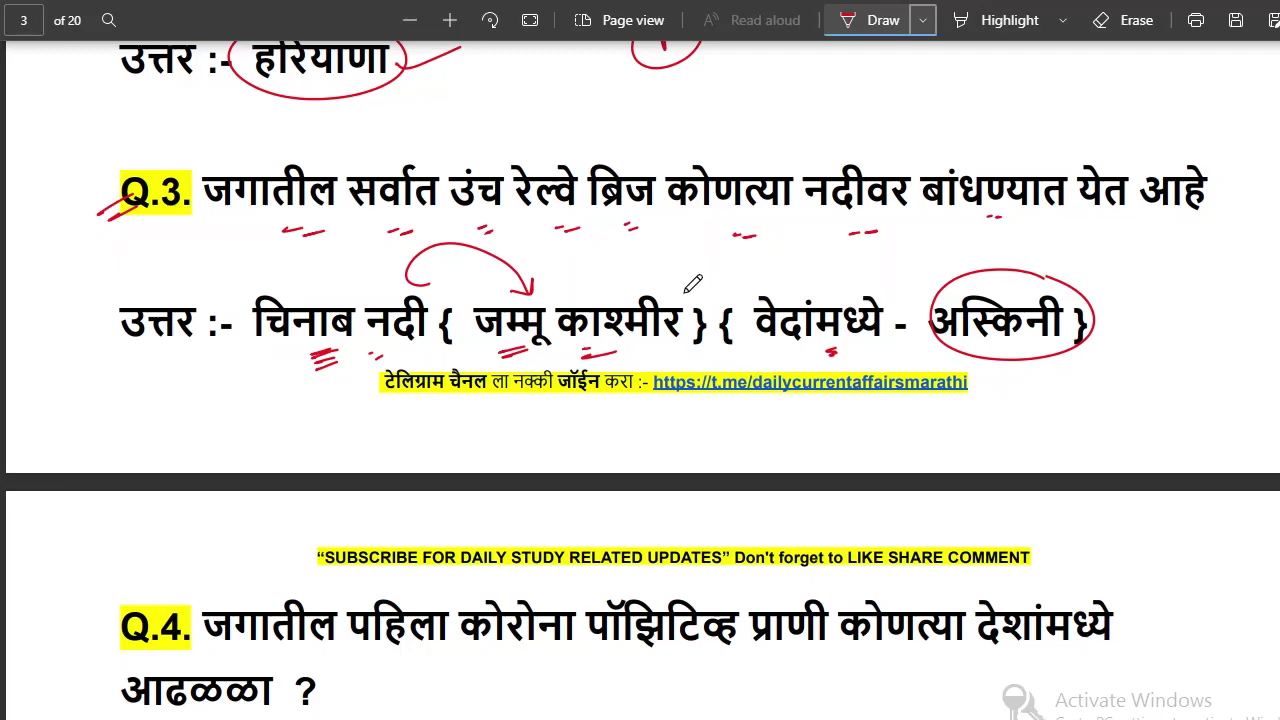 3 of 20 Page view Read aloud Draw Highlight Erase
उत्तर :- हरियाणा
Q.3. जगातील सर्वात उंच रेल्वे ब्रिज कोणत्या नदीवर बांधण्यात येत आहे
उत्तर :- चिनाब नदी { जम्मू काश्मीर } { वेदांमध्ये - अस्किनी }
टेलिग्राम चैनल ला नक्की जॉईन करा :- https://t.me/dailycurrentaffairsmarathi
“SUBSCRIBE FOR DAILY STUDY RELATED UPDATES” Don't forget to LIKE SHARE COMMENT
Q.4. जगातील पहिला कोरोना पॉझिटिव्ह प्राणी कोणत्या देशांमध्ये
आढळळा ?
Activate Windows